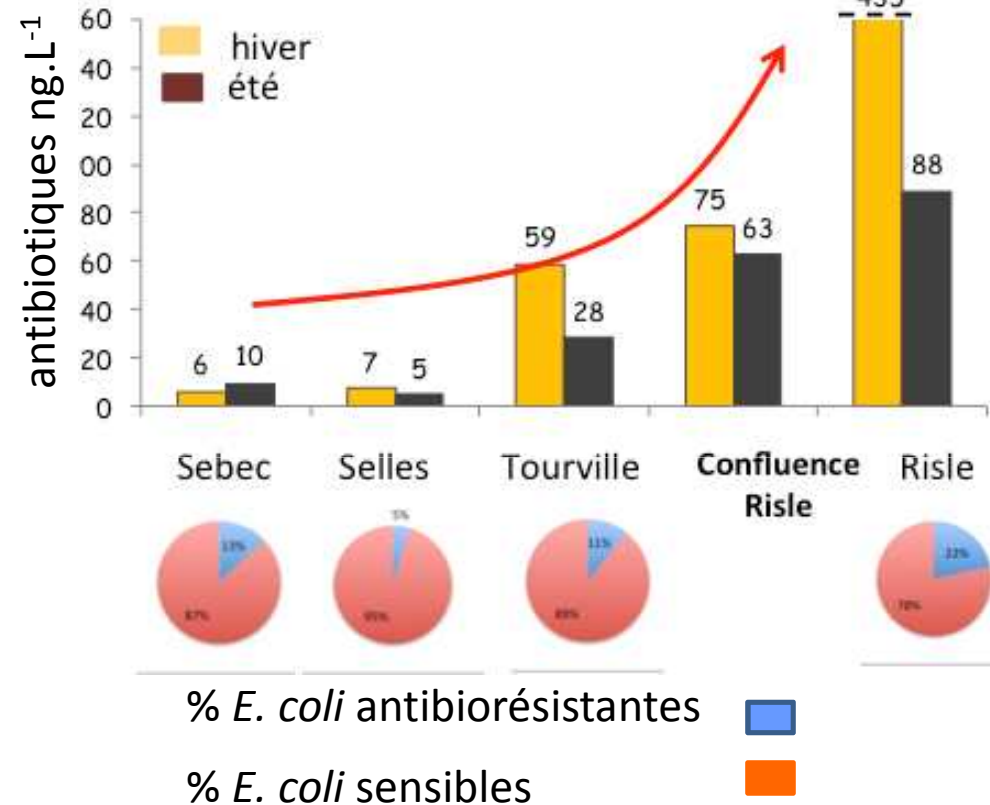 antibiotiques ng.L-1
hiver
été
60
40
20
00
80
60
40
20
0
6
10
7
5
59
28
75
63
88
Sebec
Selles
Tourville
Confluence
Risle
Risle
13%
87%
5%
95%
11%
89%
22%
78%
% E. coli antibiorésistantes
% E. coli sensibles